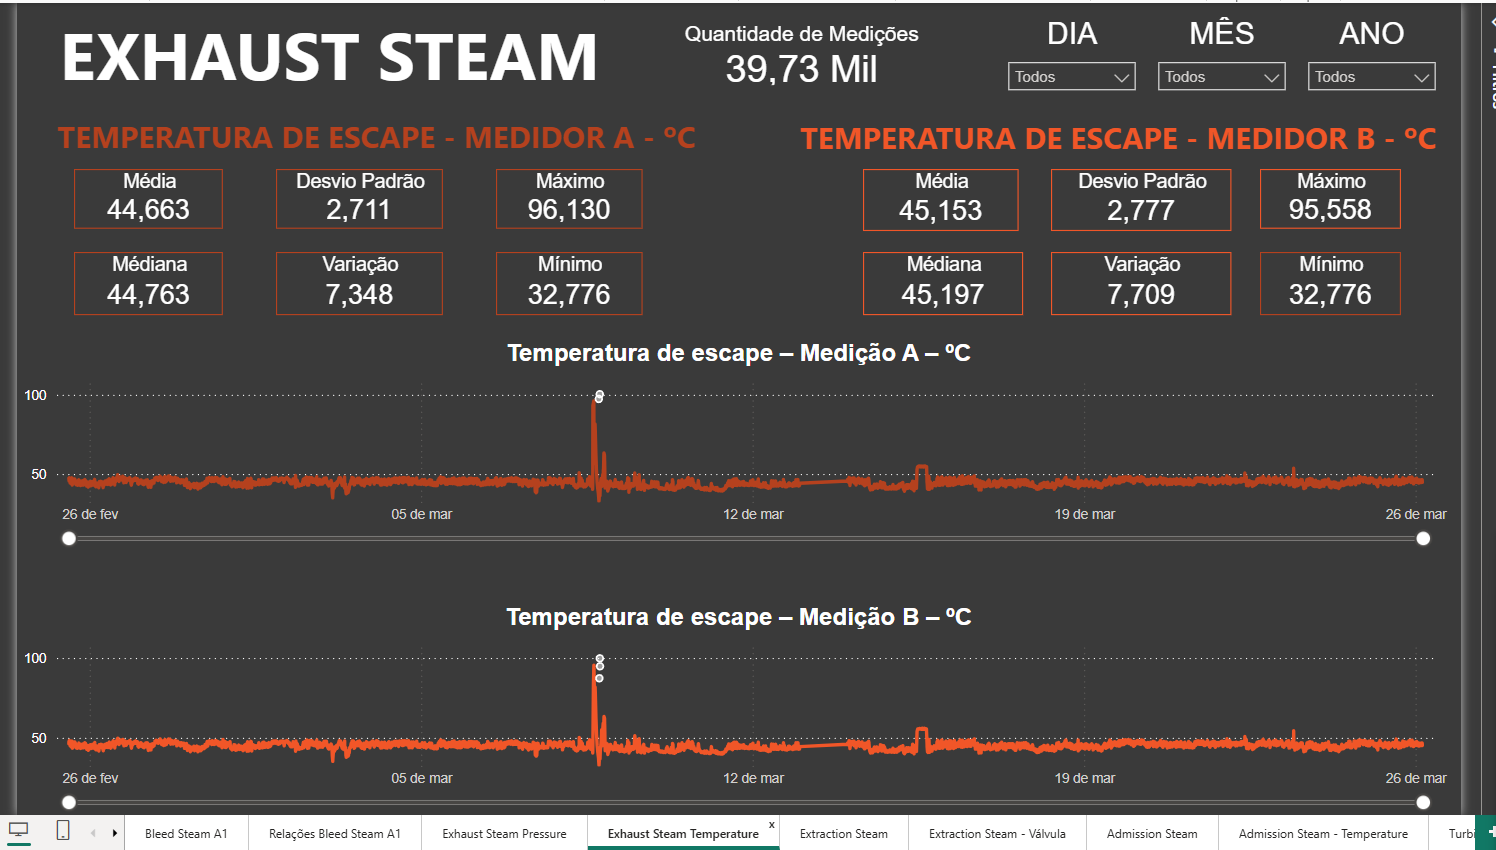 EXHAUST STEAM
Quantidade de Medições
39,73 Mil
DIA
MÊS
ANO
Todos
Todos
Todos
TEMPERATURA DE ESCAPE - MEDIDOR A - ºC
TEMPERATURA DE ESCAPE - MEDIDOR B - ºC
Média
44,663
Desvio Padrão
2,711
Máximo
96,130
Médiana
44,763
Variação
7,348
Mínimo
32,776
Média
45,153
Desvio Padrão
2,777
Máximo
95,558
Médiana
45,197
Variação
7,709
Mínimo
32,776
Temperatura de escape – Medição A – ºC
100
50
26 de fev
05 de mar
12 de mar
19 de mar
26 de mar
Temperatura de escape – Medição B – ºC
100
50
26 de fev
05 de mar
12 de mar
19 de mar
26 de mar
Bleed Steam A1
Relações Bleed Steam A1
Exhaust Steam Pressure
Exhaust Steam Temperature
x
Extraction Steam
Extraction Steam - Válvula
Admission Steam
Admission Steam - Temperature